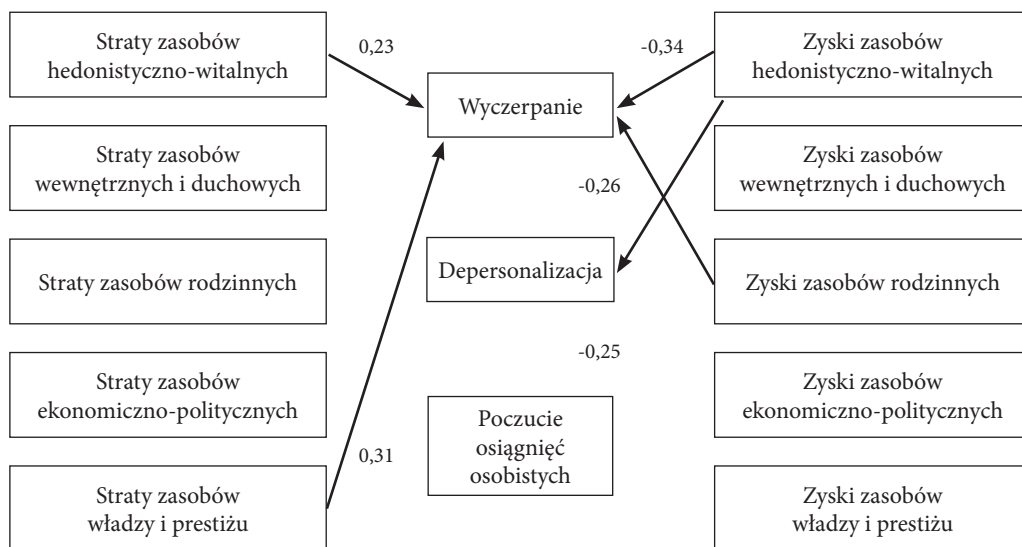 Straty zasobów
hedonistyczno-witalnych
Straty zasobów
wewnętrznych i duchowych
Straty zasobów rodzinnych
Straty zasobów
ekonomiczno-politycznych
Straty zasobów
władzy i prestiżu
0,23
0,31
Wyczerpanie
Depersonalizacja
Poczucie
osiągnięć
osobistych
-0,34
-0,26
-0,25
Zyski zasobów
hedonistyczno-witalnych
Zyski zasobów
wewnętrznych i duchowych
Zyski zasobów rodzinnych
Zyski zasobów
ekonomiczno-politycznych
Zyski zasobów
władzy i prestiżu